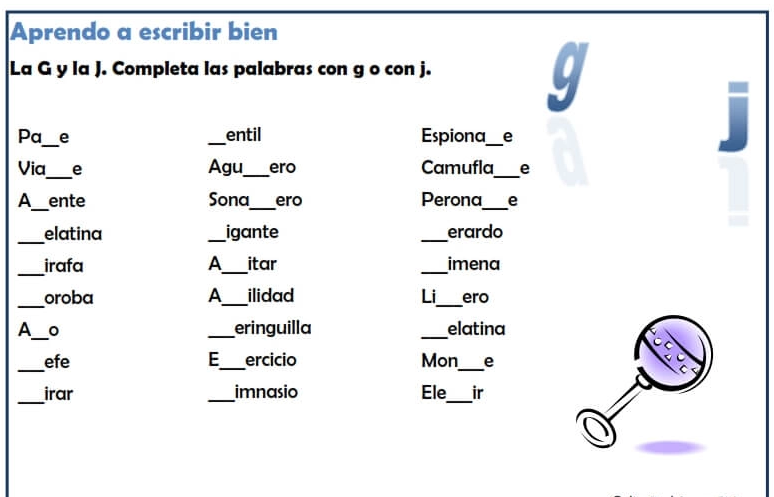 Aprendo a escribir bien
La G y la J. Completa las palabras con g o con j.
g
j
Pa__e __entil Espiona__e
Via___e Agu___ero Camufla___e
A__ente Sona___ero Perona___e
___elatina __igante ___erardo
___irafa A___itar ___imena
___oroba A___ilidad Li___ero
A__o ___eringuilla ___elatina
___efe E___ercicio Mon___e
___irar ___imnasio Ele___ir